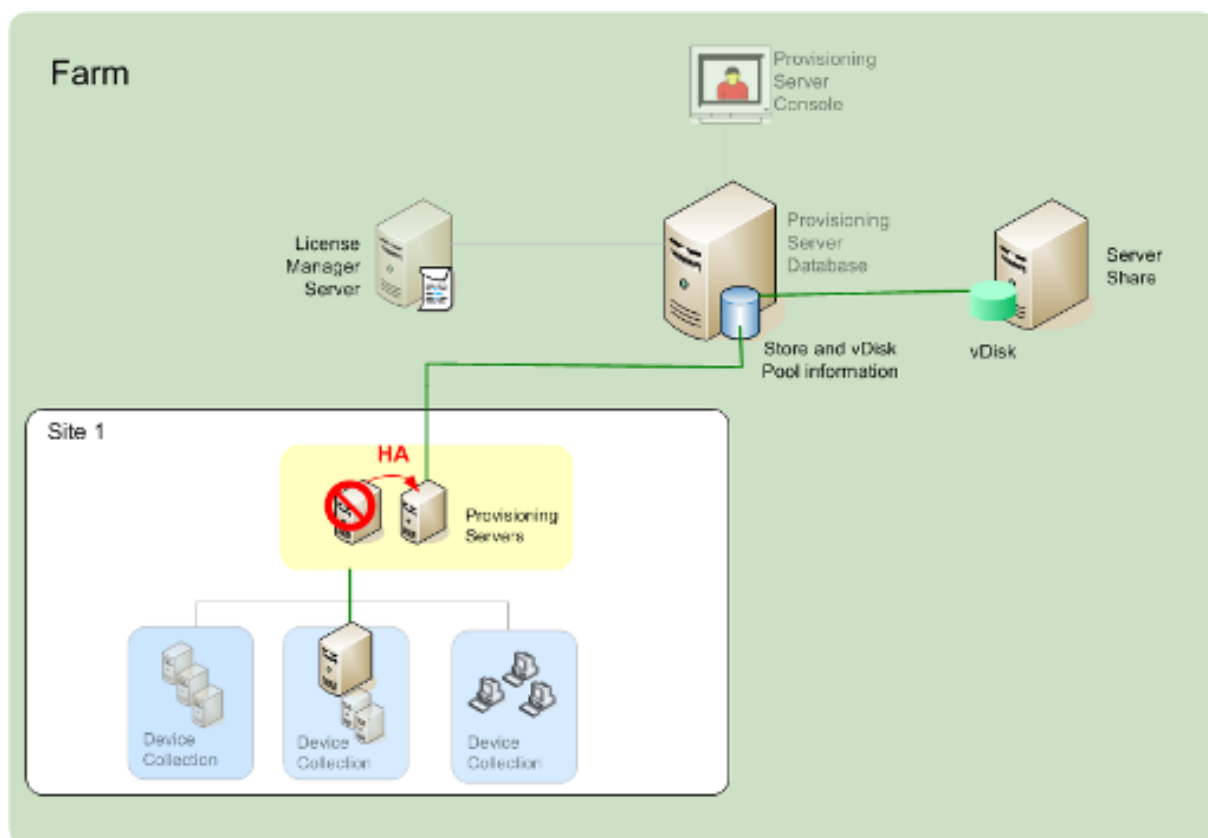 Farm
Provisioning
Server
Console
License
Manager
Server
Provisioning
Server
Database
Server
Share
vDisk
Store and vDisk
Pool information
Site 1
HA
Provisioning
Servers
Device
Collection
Device
Collection
Device
Collection